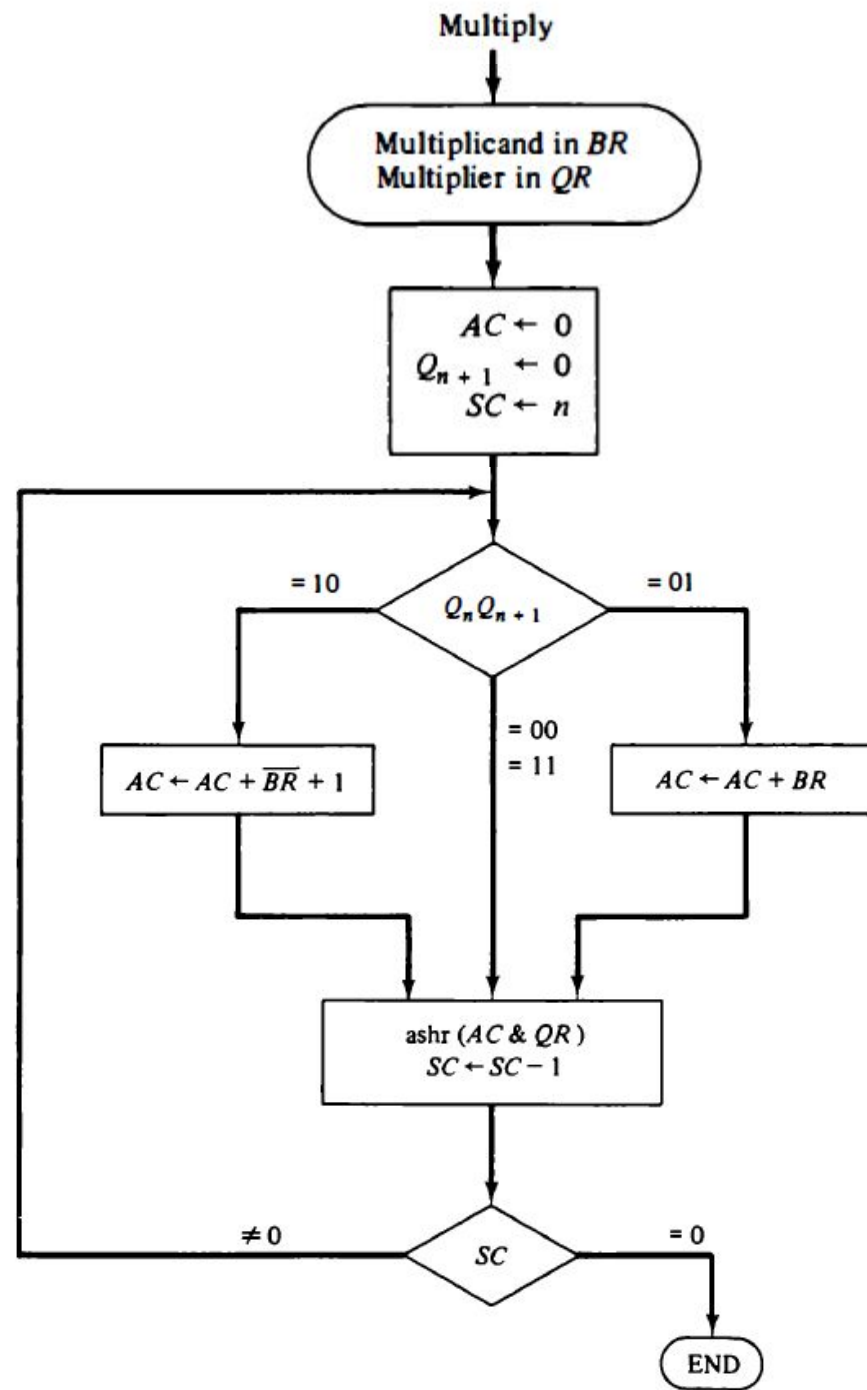 Multiply
Multiplicand in BR
Multiplier in QR
AC ← 0
Qₙ₊₁ ← 0
SC ← n
= 10
QₙQₙ₊₁
= 01
= 00
= 11
AC ← AC + B̅R̅ + 1
AC ← AC + BR
ashr (AC & QR)
SC ← SC − 1
≠ 0
SC
= 0
END